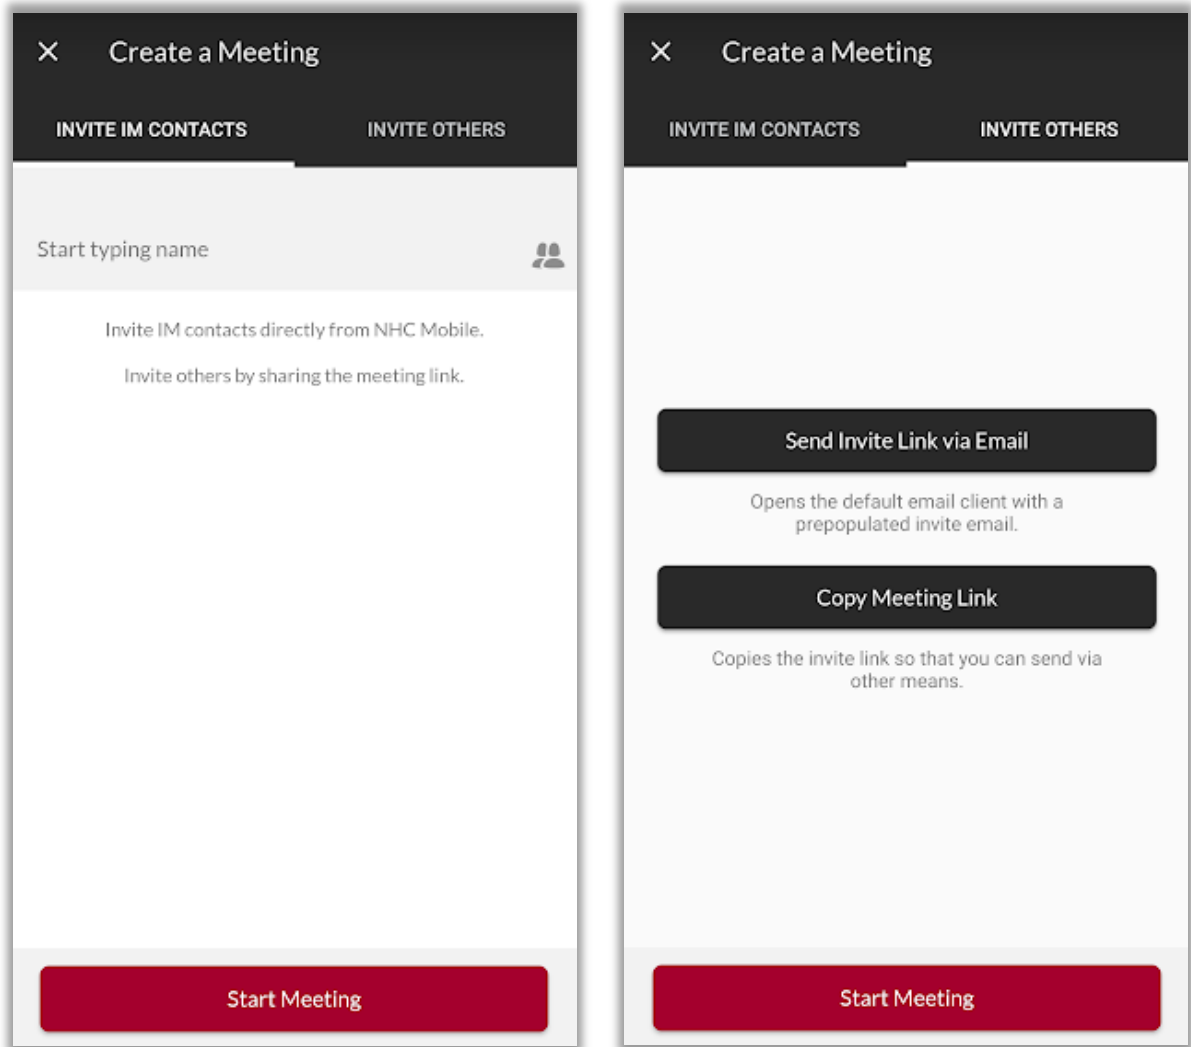 Create a Meeting
INVITE IM CONTACTS
INVITE OTHERS
Start typing name
Invite IM contacts directly from NHC Mobile.
Invite others by sharing the meeting link.
Start Meeting
Create a Meeting
INVITE IM CONTACTS
INVITE OTHERS
Send Invite Link via Email
Opens the default email client with a
prepopulated invite email.
Copy Meeting Link
Copies the invite link so that you can send via
other means.
Start Meeting